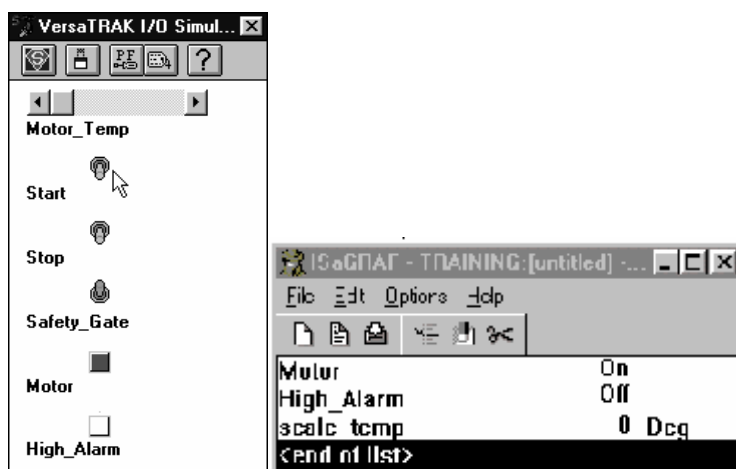 VersaTRAK I/O Simul...
PF
Motor_Temp
Start
Stop
Safety_Gate
Motor
High_Alarm
ISaGRAF - TRAINING:[untitled] -...
File Edit Options Help
Motor On
High_Alarm Off
scale_temp 0 Deg
<end of list>